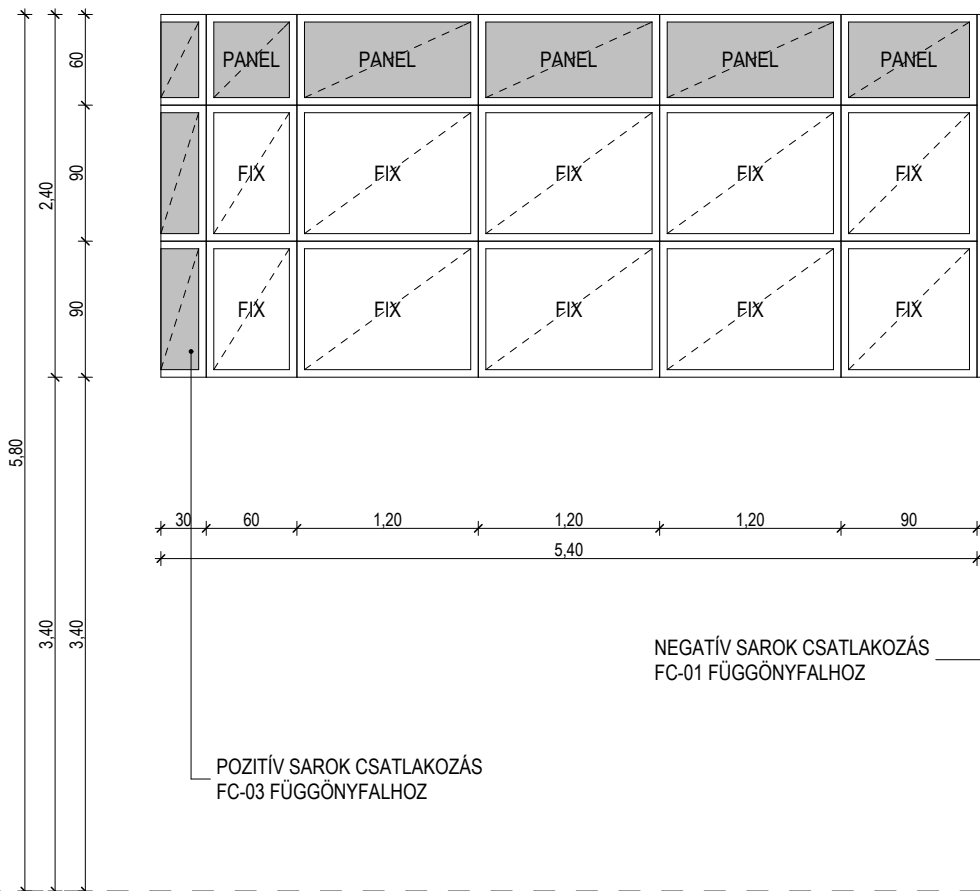 60
PANEL
PANEL
PANEL
PANEL
PANEL
2,40
90
FIX
FIX
FIX
FIX
FIX
90
FIX
FIX
FIX
FIX
FIX
5,80
30
60
1,20
1,20
1,20
90
5,40
3,40
3,40
NEGATÍV SAROK CSATLAKOZÁS
FC-01 FÜGGÖNYFALHOZ
POZITÍV SAROK CSATLAKOZÁS
FC-03 FÜGGÖNYFALHOZ